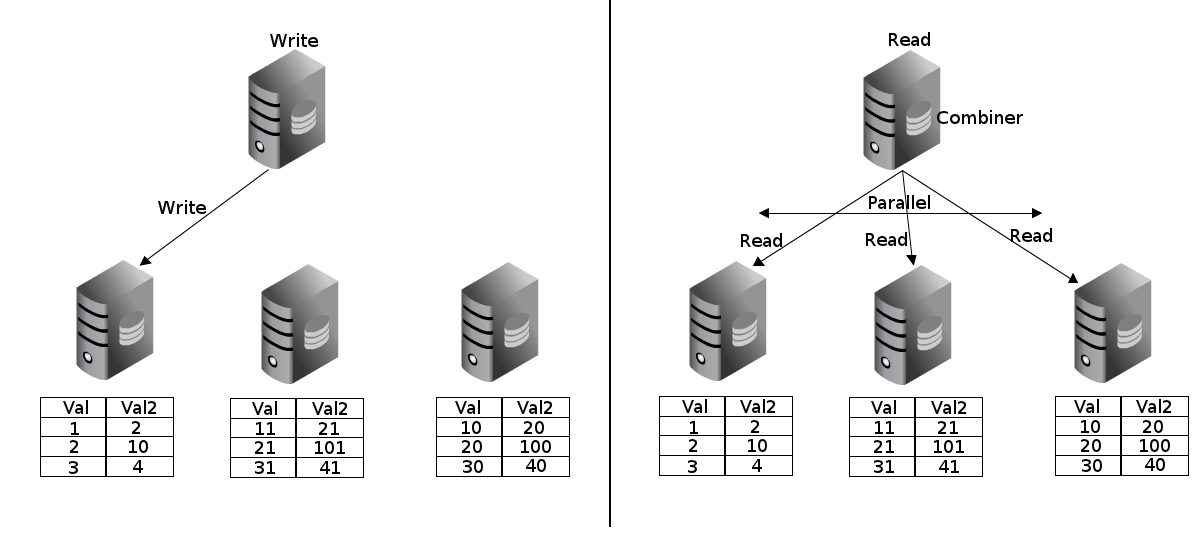 Write
Write
Val Val2
1 2
2 10
3 4
Val Val2
11 21
21 101
31 41
Val Val2
10 20
20 100
30 40
Read
Combiner
Parallel
Read
Read
Read
Val Val2
1 2
2 10
3 4
Val Val2
11 21
21 101
31 41
Val Val2
10 20
20 100
30 40